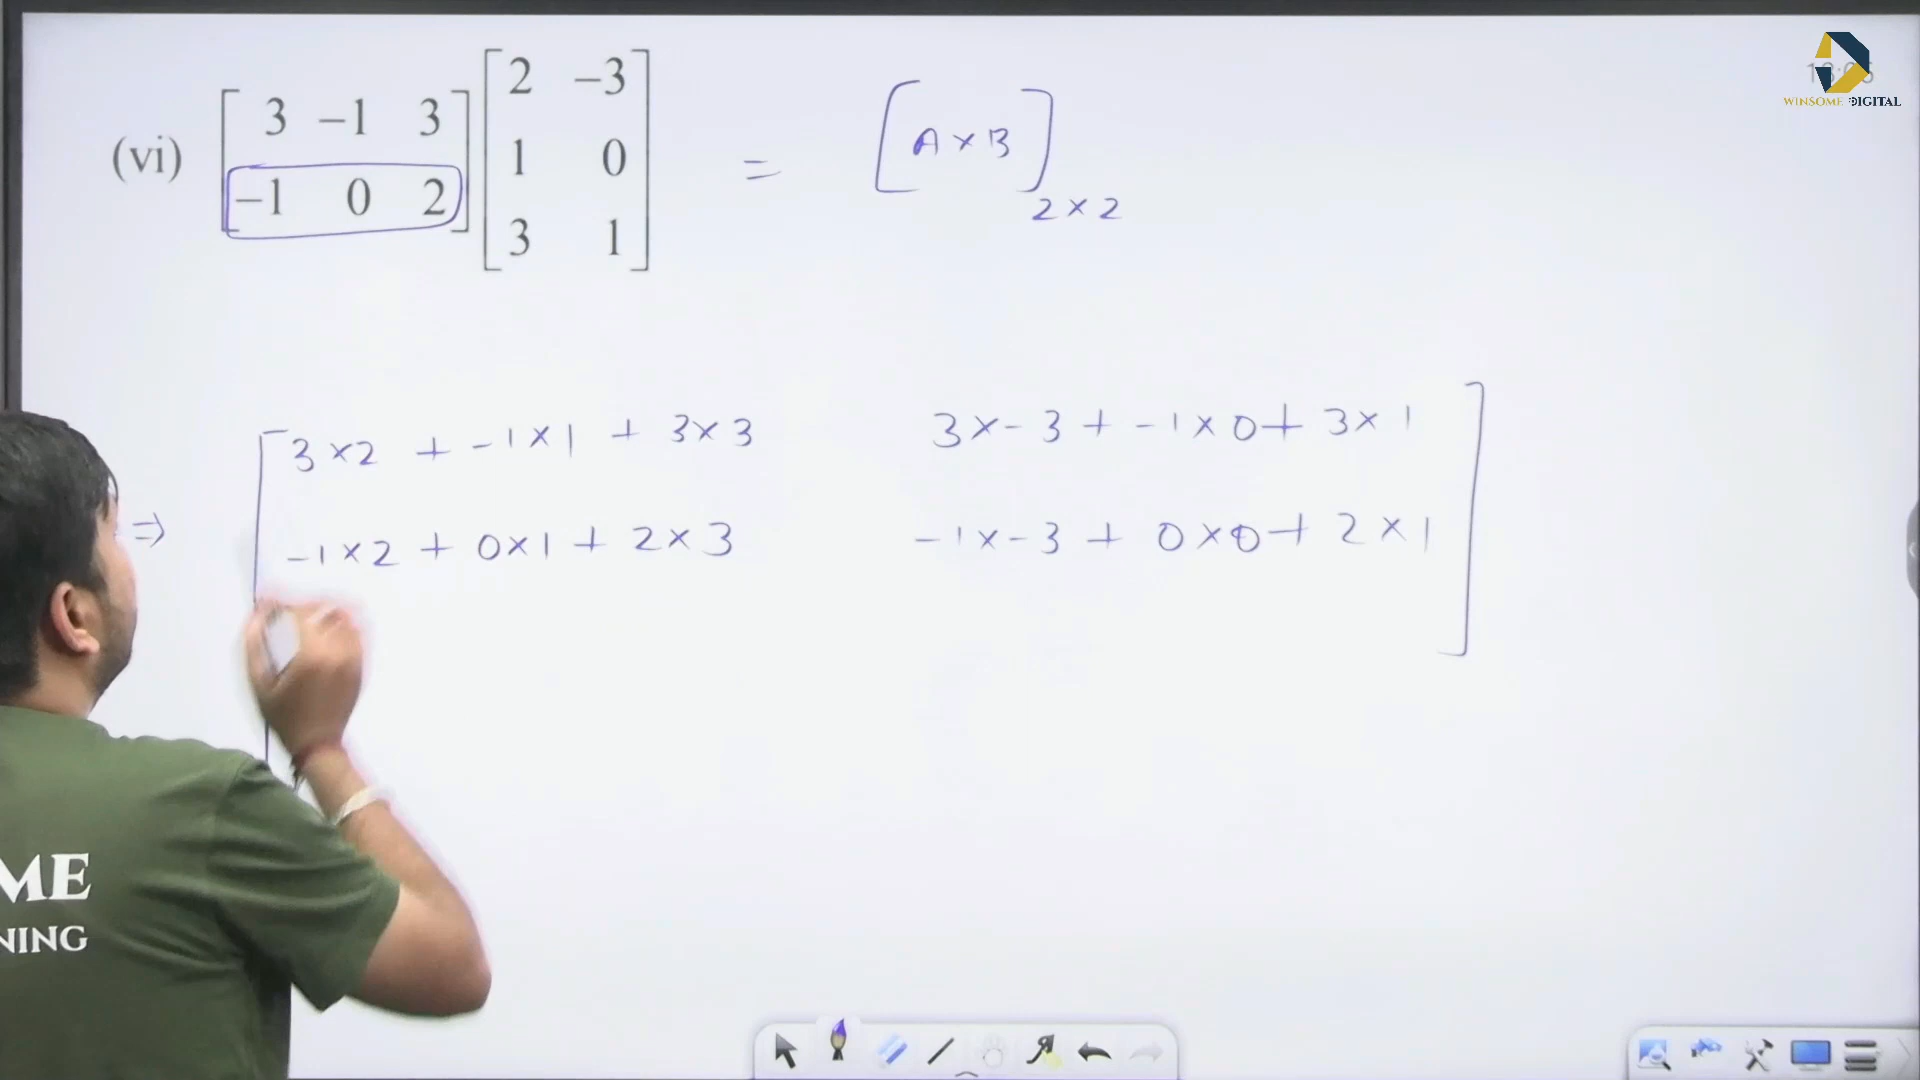 (vi) [ 3 −1 3 ] [ 2 −3 ] = [ A × B ] 2 × 2
[ −1 0 2 ] [ 1 0 ]
[ 3 1 ]
⇒ [ 3 × 2 + -1 × 1 + 3 × 3 3 × - 3 + -1 × 0 + 3 × 1 ]
[ -1 × 2 + 0 × 1 + 2 × 3 -1 × - 3 + 0 × 0 + 2 × 1 ]
WINSOME DIGITAL
ME
NING